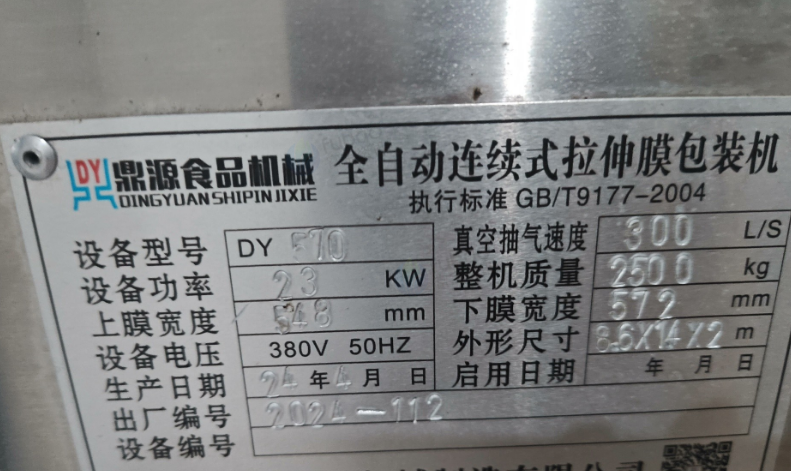 DY 鼎源食品机械 全自动连续式拉伸膜包装机
DINGYUAN SHIPIN JIXIE 执行标准 GB/T9177-2004
设备型号 DY 570 真空抽气速度 300 L/S
设备功率 23 KW 整机质量 2500 kg
上膜宽度 548 mm 下膜宽度 572 mm
设备电压 380V 50HZ 外形尺寸 8.6X14X2 m
生产日期 24 年 4 月 日 启用日期 年 月 日
出厂编号 2024-112
设备编号